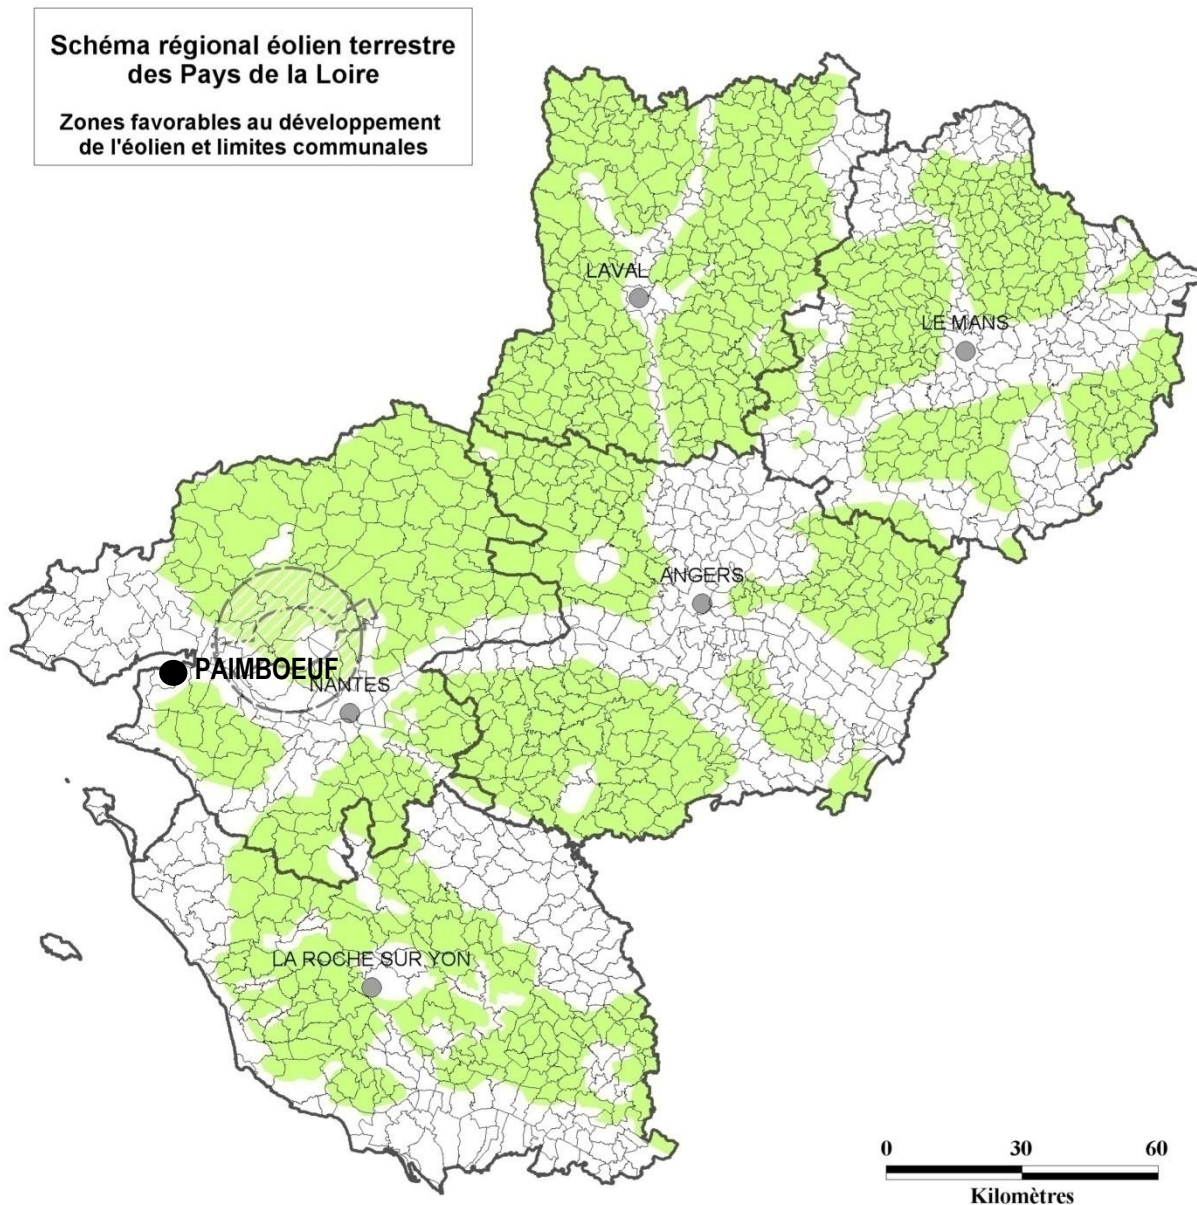 Schéma régional éolien terrestre
des Pays de la Loire
Zones favorables au développement
de l'éolien et limites communales
LAVAL
LE MANS
ANGERS
PAIMBOEUF
NANTES
LA ROCHE SUR YON
0 30 60
Kilomètres